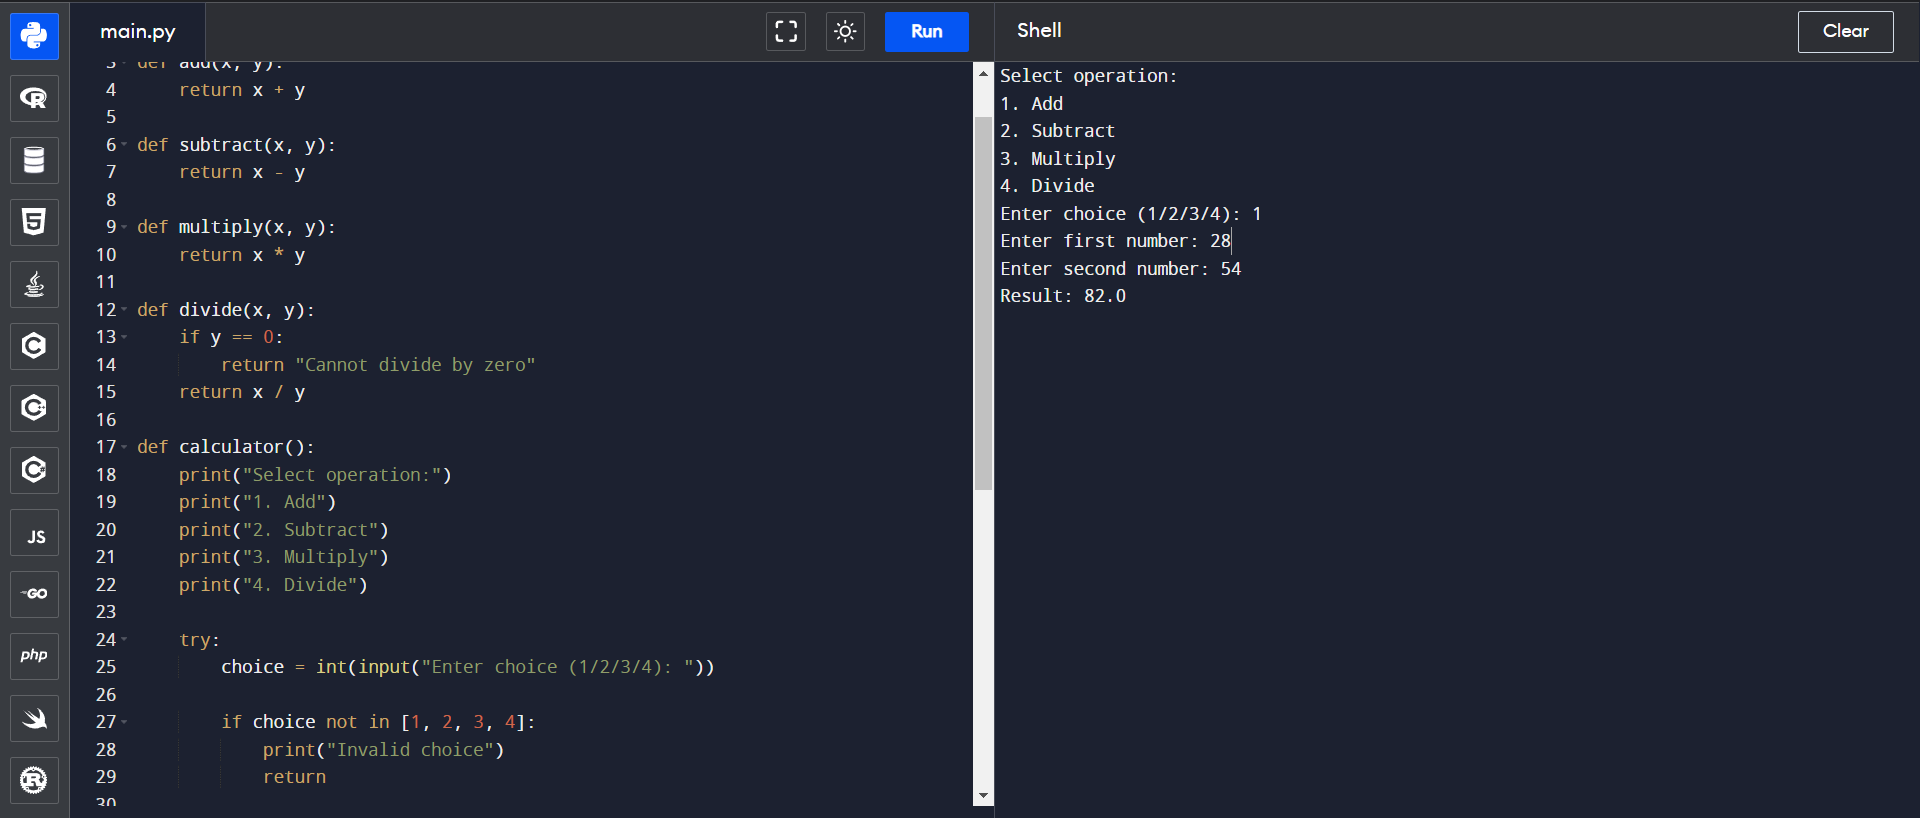 main.py
Run
Shell
Clear
3 def add(x, y):
4 return x + y
5
6 def subtract(x, y):
7 return x - y
8
9 def multiply(x, y):
10 return x * y
11
12 def divide(x, y):
13 if y == 0:
14 return "Cannot divide by zero"
15 return x / y
16
17 def calculator():
18 print("Select operation:")
19 print("1. Add")
20 print("2. Subtract")
21 print("3. Multiply")
22 print("4. Divide")
23
24 try:
25 choice = int(input("Enter choice (1/2/3/4): "))
26
27 if choice not in [1, 2, 3, 4]:
28 print("Invalid choice")
29 return
30
Select operation:
1. Add
2. Subtract
3. Multiply
4. Divide
Enter choice (1/2/3/4): 1
Enter first number: 28
Enter second number: 54
Result: 82.0
R
5
C
C++
C#
JS
GO
php
R